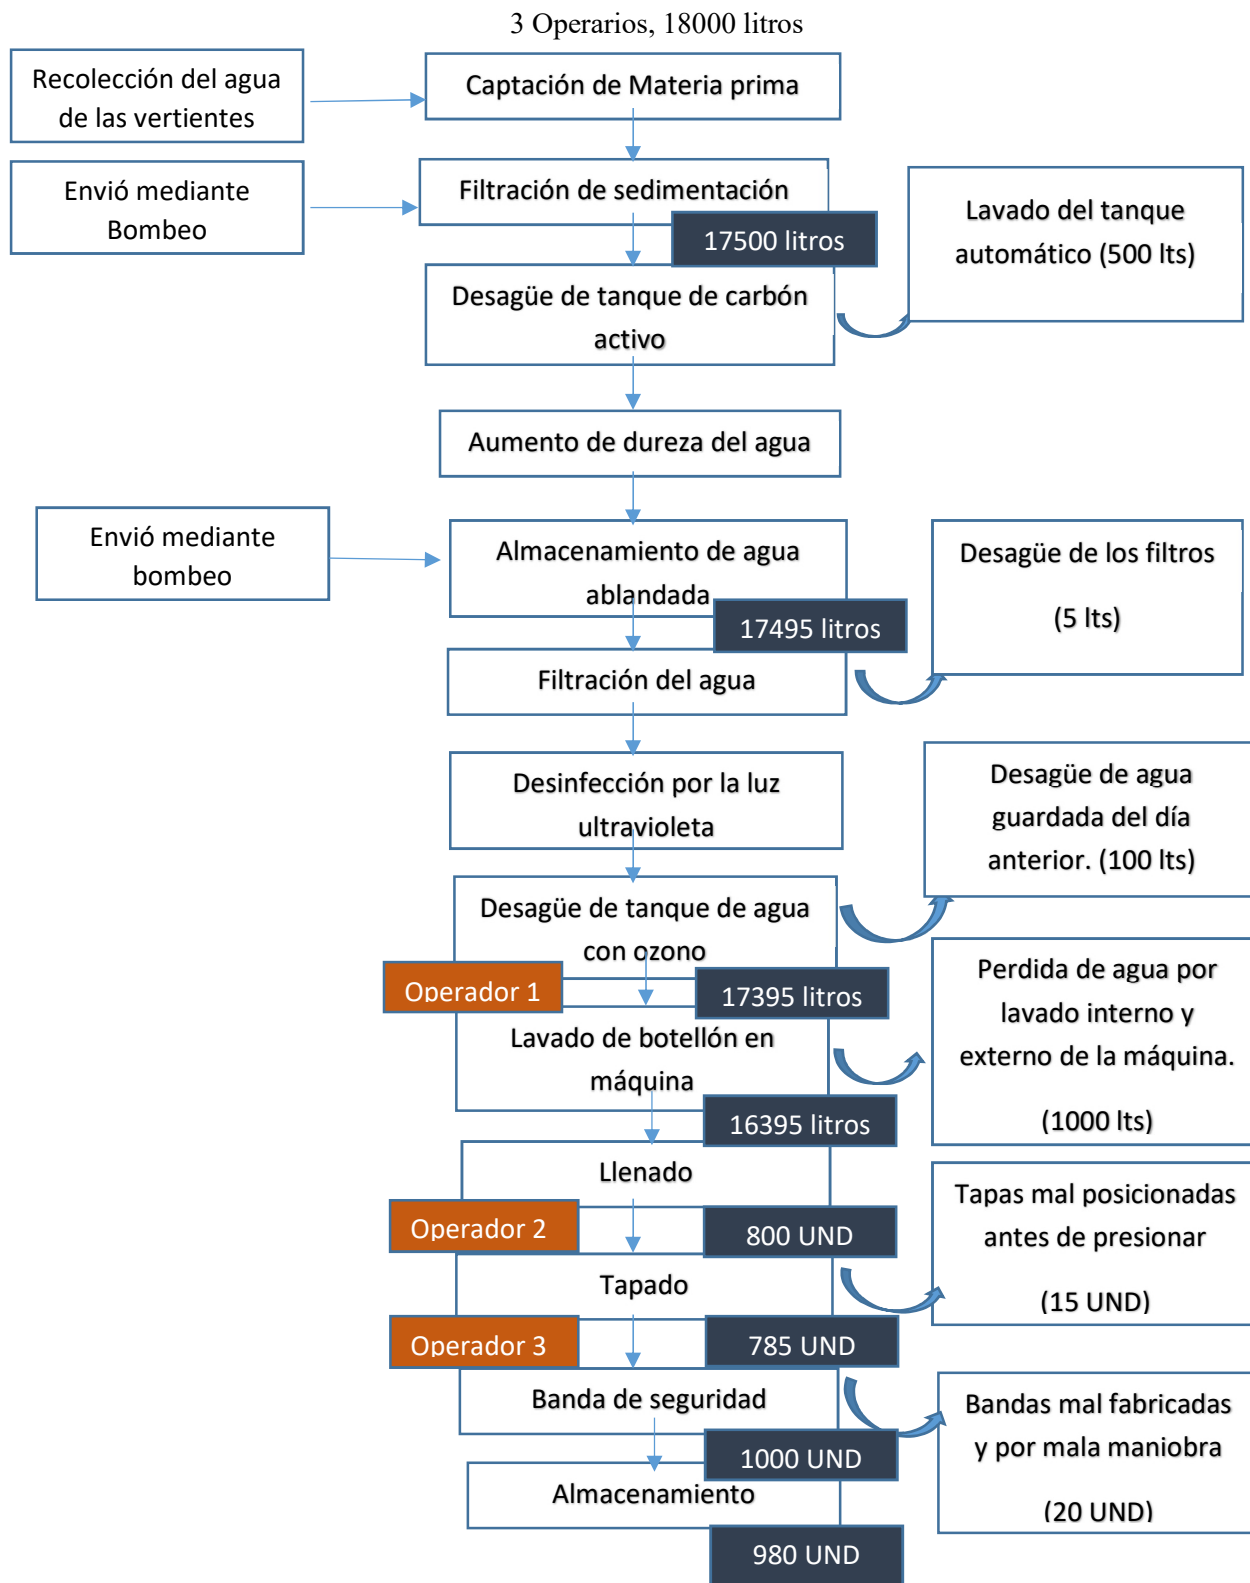 3 Operarios, 18000 litros
Recolección del agua
de las vertientes
Captación de Materia prima
Envió mediante
Bombeo
Filtración de sedimentación
17500 litros
Lavado del tanque
automático (500 lts)
Desagüe de tanque de carbón
activo
Aumento de dureza del agua
Envió mediante
bombeo
Almacenamiento de agua
ablandada
17495 litros
Desagüe de los filtros
(5 lts)
Filtración del agua
Desinfección por la luz
ultravioleta
Desagüe de agua
guardada del día
anterior. (100 lts)
Desagüe de tanque de agua
con ozono
Operador 1
17395 litros
Perdida de agua por
lavado interno y
externo de la máquina.
(1000 lts)
Lavado de botellón en
máquina
16395 litros
Llenado
Operador 2
800 UND
Tapas mal posicionadas
antes de presionar
(15 UND)
Tapado
Operador 3
785 UND
Banda de seguridad
1000 UND
Bandas mal fabricadas
y por mala maniobra
(20 UND)
Almacenamiento
980 UND